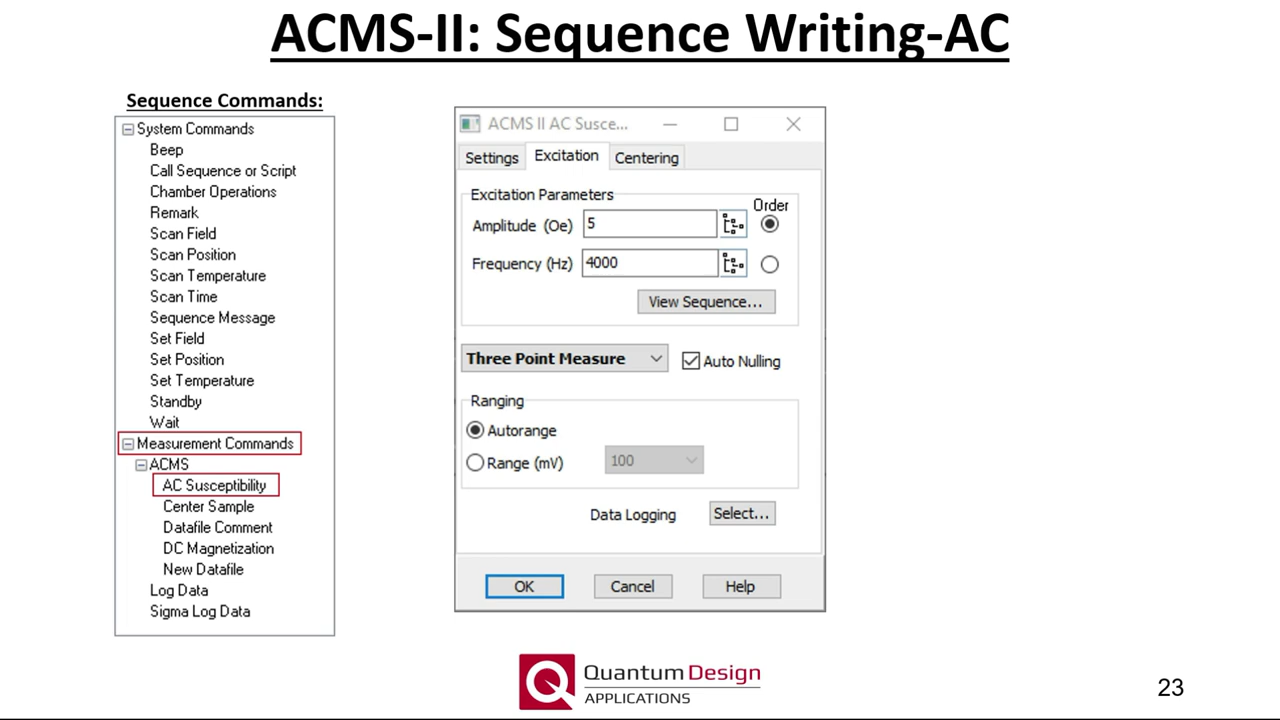 ACMS-II: Sequence Writing-AC
Sequence Commands:
System Commands
Beep
Call Sequence or Script
Chamber Operations
Remark
Scan Field
Scan Position
Scan Temperature
Scan Time
Sequence Message
Set Field
Set Position
Set Temperature
Standby
Wait
Measurement Commands
ACMS
AC Susceptibility
Center Sample
Datafile Comment
DC Magnetization
New Datafile
Log Data
Sigma Log Data
ACMS II AC Susce...
Settings Excitation Centering
Excitation Parameters
Order
Amplitude (Oe) 5
Frequency (Hz) 4000
View Sequence...
Three Point Measure Auto Nulling
Ranging
Autorange
Range (mV) 100
Data Logging Select...
OK Cancel Help
Quantum Design
APPLICATIONS
23